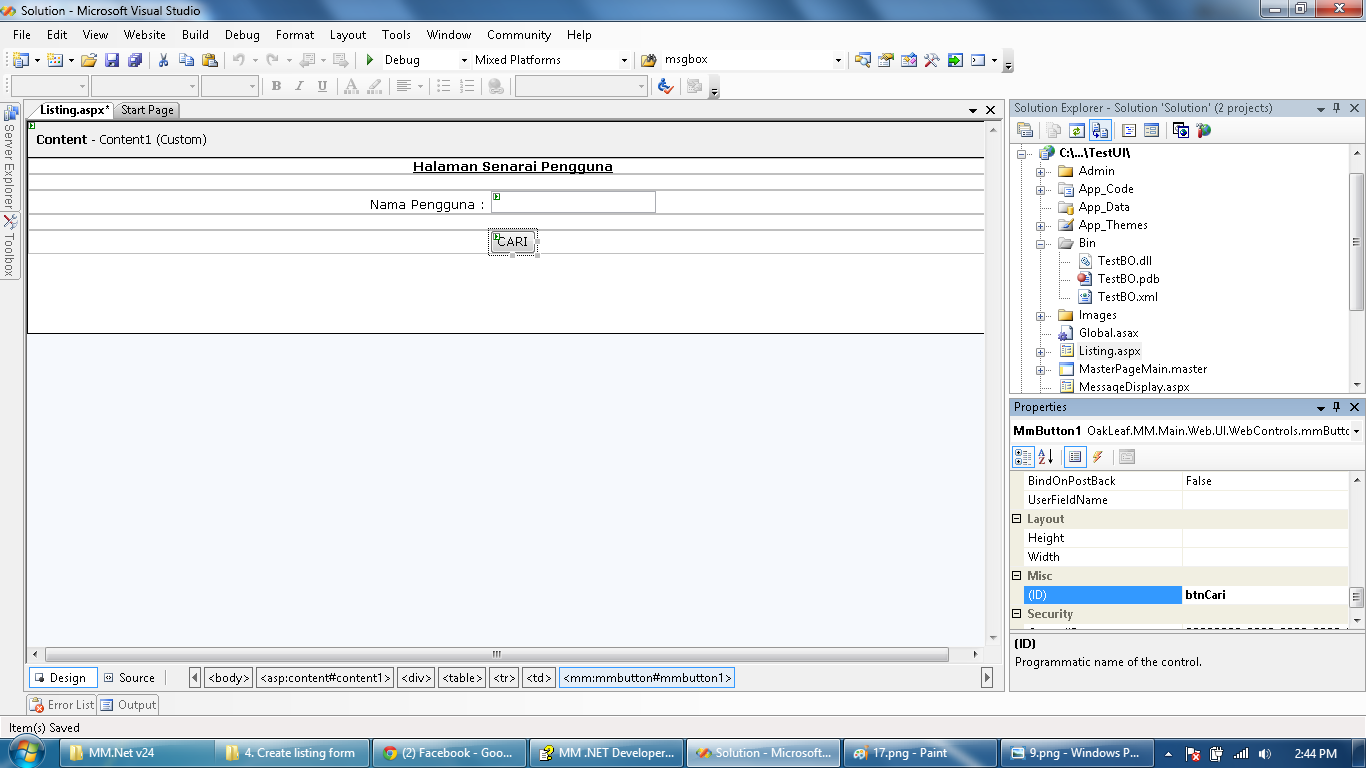 Solution - Microsoft Visual Studio
File Edit View Website Build Debug Format Layout Tools Window Community Help
Debug Mixed Platforms msgbox
B I U A
Listing.aspx* Start Page
Server Explorer
Toolbox
Content - Content1 (Custom)
Halaman Senarai Pengguna
Nama Pengguna :
CARI
Design Source <body> <asp:content#content1> <div> <table> <tr> <td> <mm:mmbutton#mmbutton1>
Error List Output
Item(s) Saved
Solution Explorer - Solution 'Solution' (2 projects)
C:\...\TestUI\
Admin
App_Code
App_Data
App_Themes
Bin
TestBO.dll
TestBO.pdb
TestBO.xml
Images
Global.asax
Listing.aspx
MasterPageMain.master
MessageDisplay.aspx
Properties
MmButton1 OakLeaf.MM.Main.Web.UI.WebControls.mmButto
BindOnPostBack False
UserFieldName
Layout
Height
Width
Misc
(ID) btnCari
Security
(ID)
Programmatic name of the control.
MM.Net v24 4. Create listing form (2) Facebook - Goo... MM .NET Developer... Solution - Microsoft... 17.png - Paint 9.png - Windows P... 2:44 PM